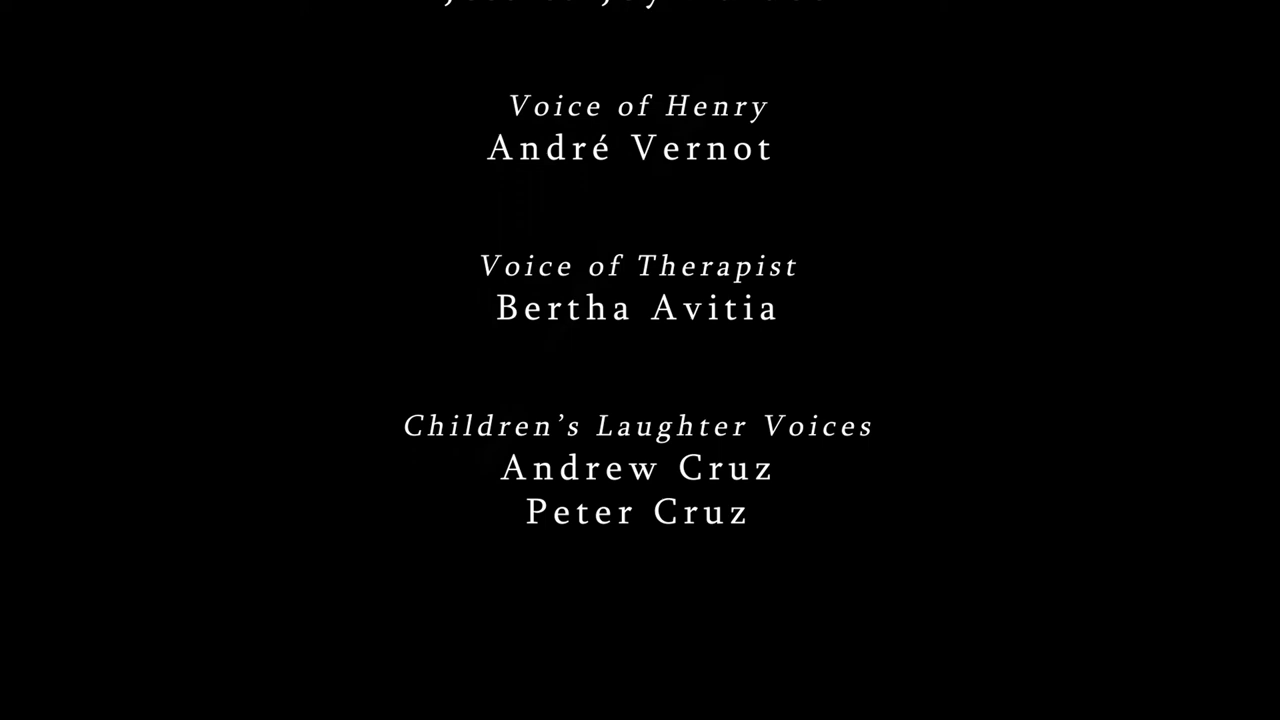 Voice of Henry
André Vernot
Voice of Therapist
Bertha Avitia
Children’s Laughter Voices
Andrew Cruz
Peter Cruz